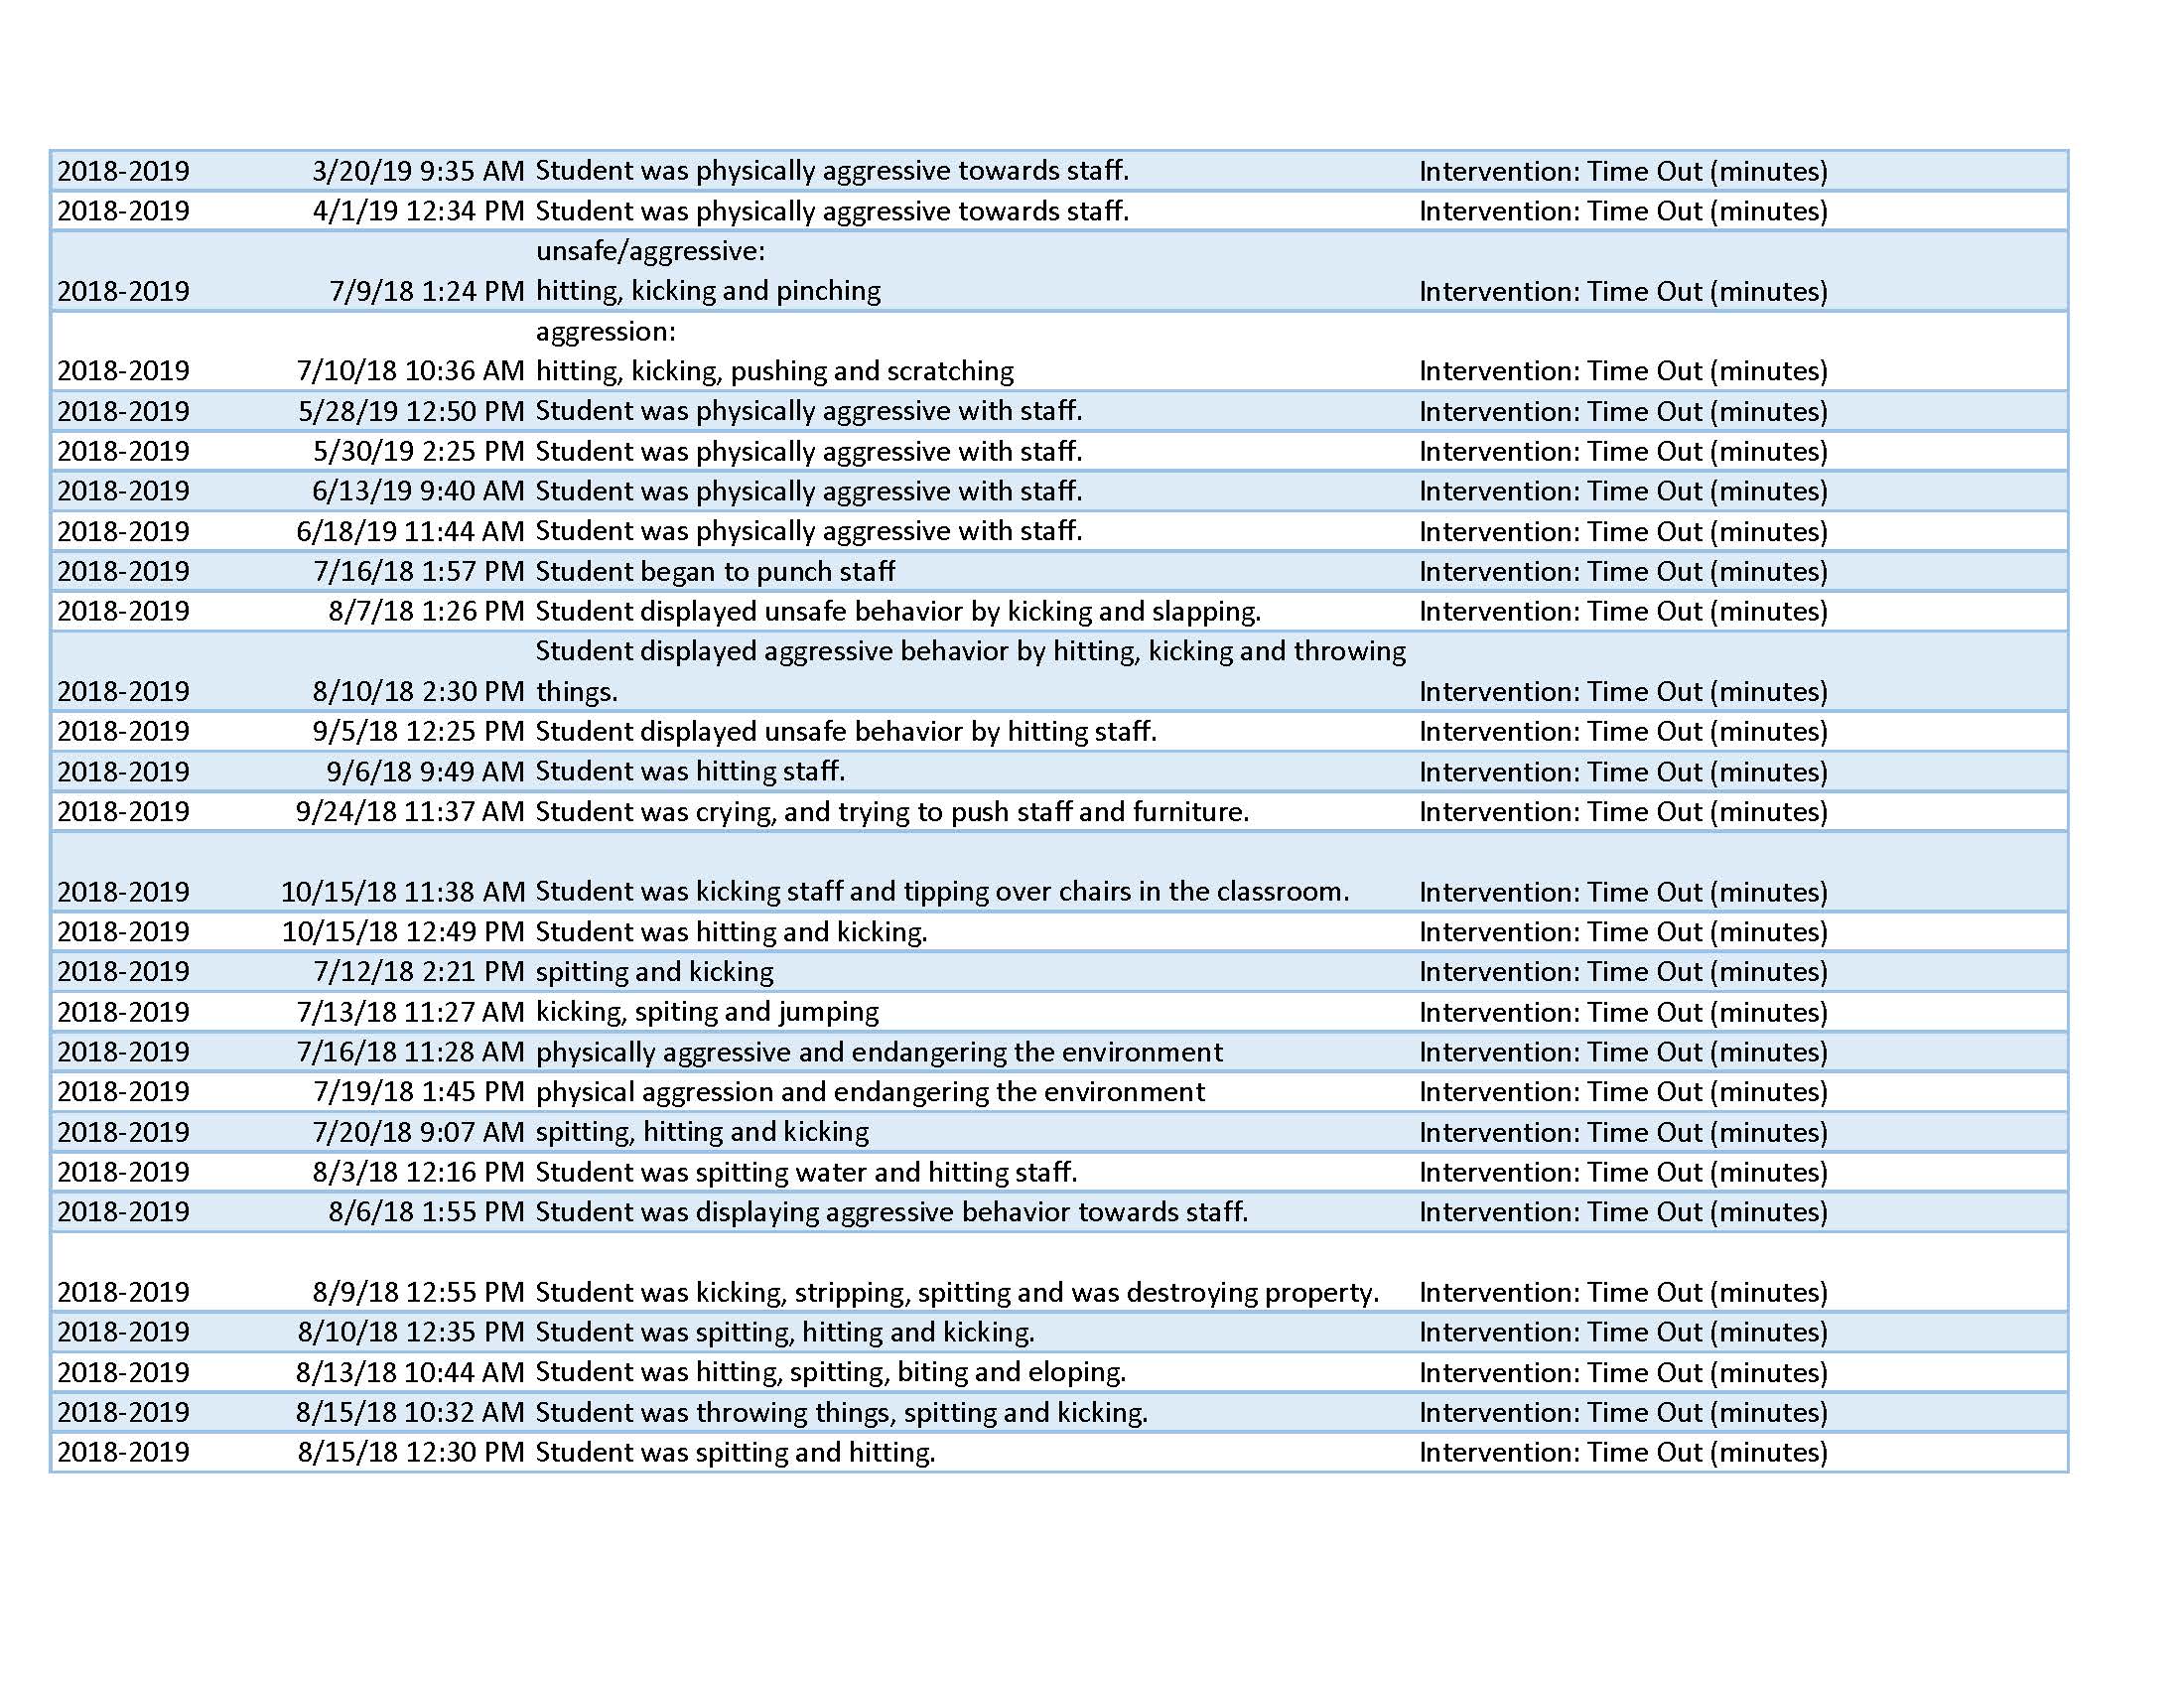 2018-2019 3/20/19 9:35 AM Student was physically aggressive towards staff. Intervention: Time Out (minutes)
2018-2019 4/1/19 12:34 PM Student was physically aggressive towards staff. Intervention: Time Out (minutes)
unsafe/aggressive:
2018-2019 7/9/18 1:24 PM hitting, kicking and pinching Intervention: Time Out (minutes)
aggression:
2018-2019 7/10/18 10:36 AM hitting, kicking, pushing and scratching Intervention: Time Out (minutes)
2018-2019 5/28/19 12:50 PM Student was physically aggressive with staff. Intervention: Time Out (minutes)
2018-2019 5/30/19 2:25 PM Student was physically aggressive with staff. Intervention: Time Out (minutes)
2018-2019 6/13/19 9:40 AM Student was physically aggressive with staff. Intervention: Time Out (minutes)
2018-2019 6/18/19 11:44 AM Student was physically aggressive with staff. Intervention: Time Out (minutes)
2018-2019 7/16/18 1:57 PM Student began to punch staff Intervention: Time Out (minutes)
2018-2019 8/7/18 1:26 PM Student displayed unsafe behavior by kicking and slapping. Intervention: Time Out (minutes)
Student displayed aggressive behavior by hitting, kicking and throwing
2018-2019 8/10/18 2:30 PM things. Intervention: Time Out (minutes)
2018-2019 9/5/18 12:25 PM Student displayed unsafe behavior by hitting staff. Intervention: Time Out (minutes)
2018-2019 9/6/18 9:49 AM Student was hitting staff. Intervention: Time Out (minutes)
2018-2019 9/24/18 11:37 AM Student was crying, and trying to push staff and furniture. Intervention: Time Out (minutes)
2018-2019 10/15/18 11:38 AM Student was kicking staff and tipping over chairs in the classroom. Intervention: Time Out (minutes)
2018-2019 10/15/18 12:49 PM Student was hitting and kicking. Intervention: Time Out (minutes)
2018-2019 7/12/18 2:21 PM spitting and kicking Intervention: Time Out (minutes)
2018-2019 7/13/18 11:27 AM kicking, spiting and jumping Intervention: Time Out (minutes)
2018-2019 7/16/18 11:28 AM physically aggressive and endangering the environment Intervention: Time Out (minutes)
2018-2019 7/19/18 1:45 PM physical aggression and endangering the environment Intervention: Time Out (minutes)
2018-2019 7/20/18 9:07 AM spitting, hitting and kicking Intervention: Time Out (minutes)
2018-2019 8/3/18 12:16 PM Student was spitting water and hitting staff. Intervention: Time Out (minutes)
2018-2019 8/6/18 1:55 PM Student was displaying aggressive behavior towards staff. Intervention: Time Out (minutes)
2018-2019 8/9/18 12:55 PM Student was kicking, stripping, spitting and was destroying property. Intervention: Time Out (minutes)
2018-2019 8/10/18 12:35 PM Student was spitting, hitting and kicking. Intervention: Time Out (minutes)
2018-2019 8/13/18 10:44 AM Student was hitting, spitting, biting and eloping. Intervention: Time Out (minutes)
2018-2019 8/15/18 10:32 AM Student was throwing things, spitting and kicking. Intervention: Time Out (minutes)
2018-2019 8/15/18 12:30 PM Student was spitting and hitting. Intervention: Time Out (minutes)